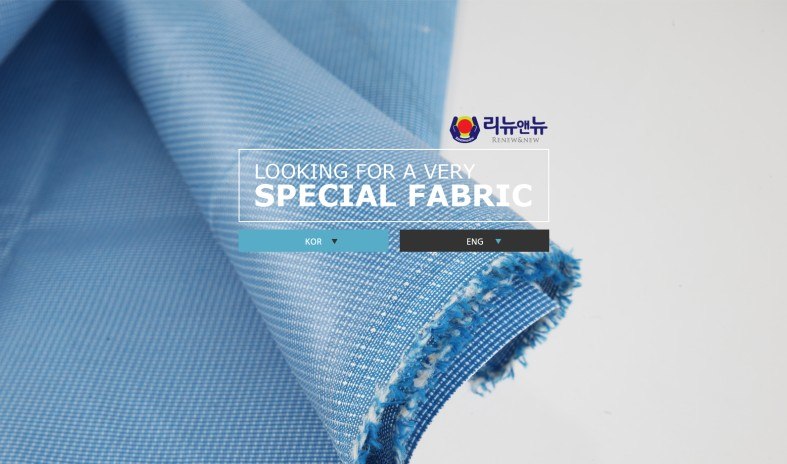 리뉴앤뉴
RENEW&NEW
LOOKING FOR A VERY
SPECIAL FABRIC
KOR
ENG